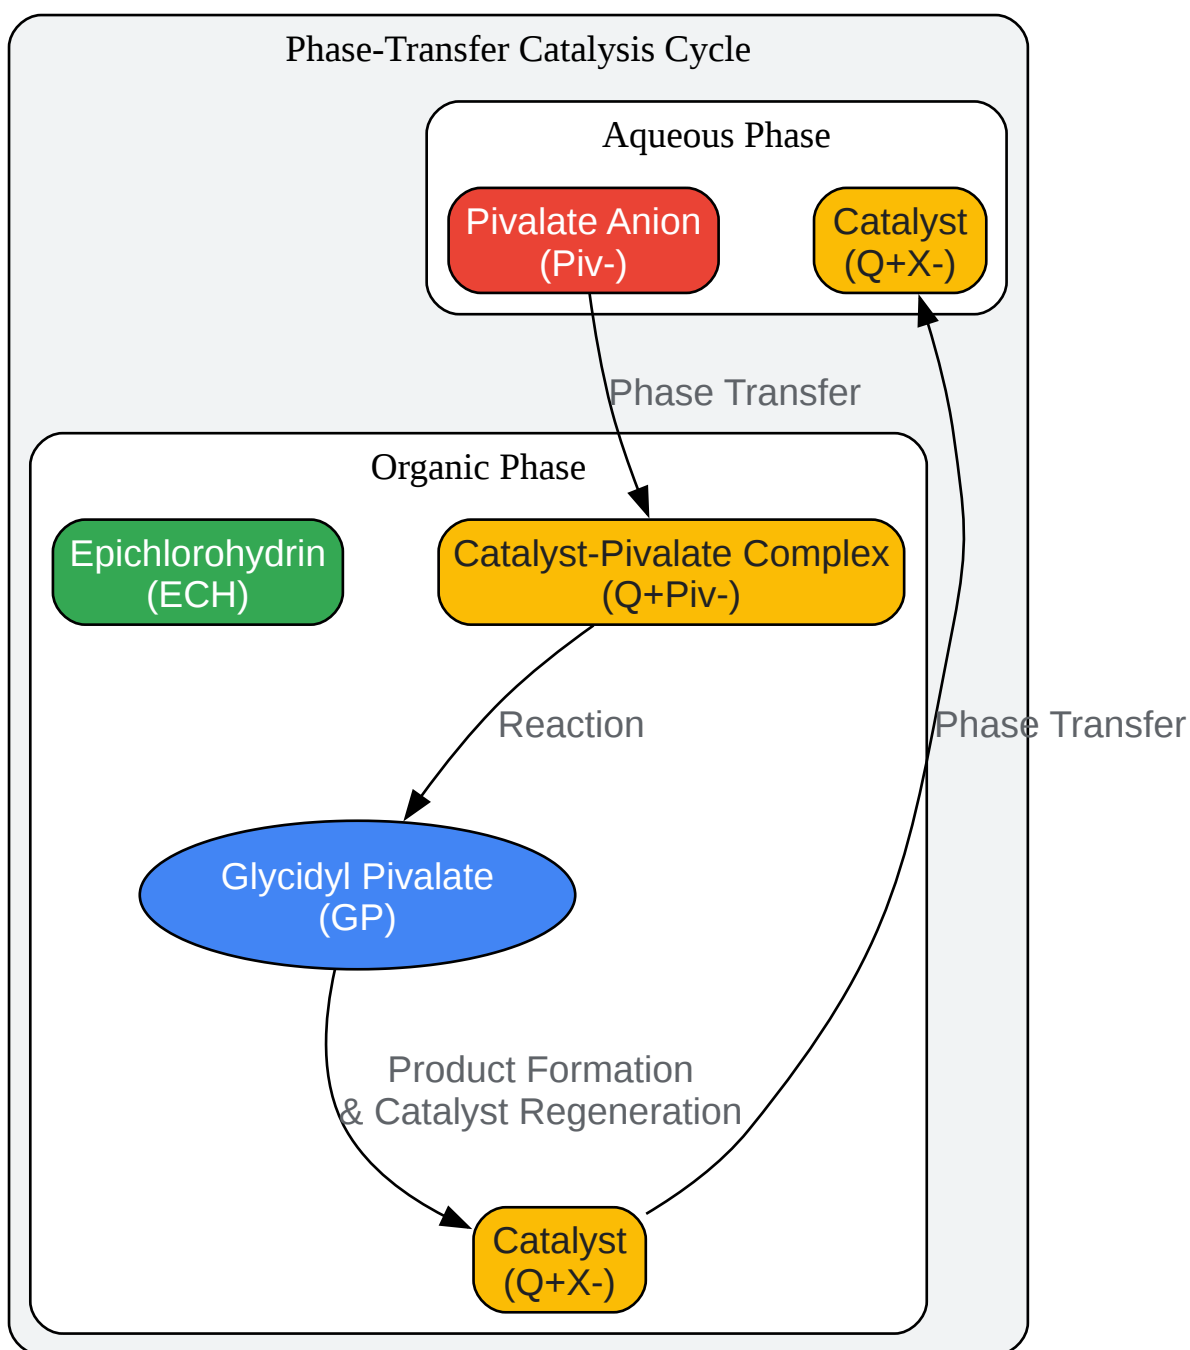 Phase-Transfer Catalysis Cycle
Aqueous Phase
Pivalate Anion
(Piv-)
Catalyst
(Q+X-)
Phase Transfer
Organic Phase
Epichlorohydrin
(ECH)
Catalyst-Pivalate Complex
(Q+Piv-)
Reaction
Phase Transfer
Glycidyl Pivalate
(GP)
Product Formation
& Catalyst Regeneration
Catalyst
(Q+X-)